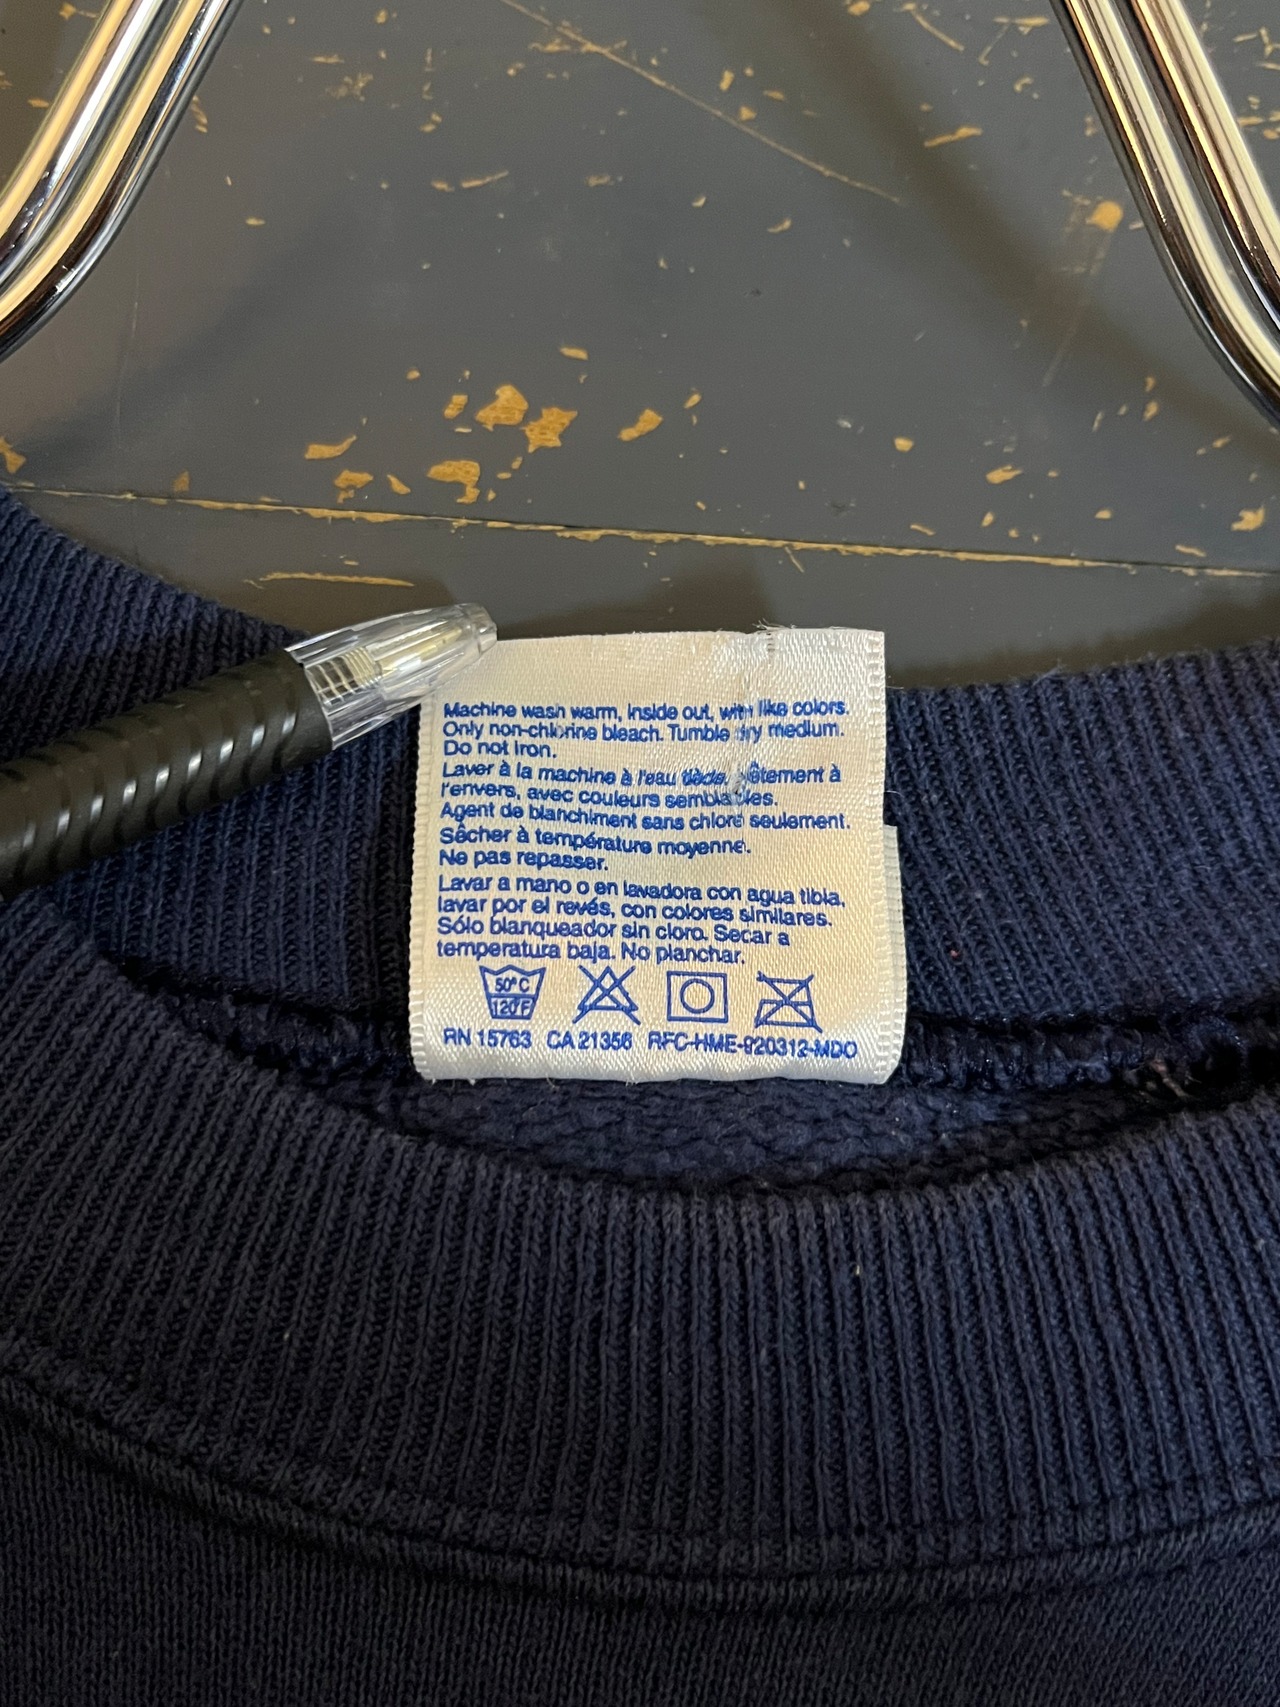 Machine wash warm, inside out, with like colors.
Only non-chlorine bleach. Tumble dry medium.
Do not iron.
Laver à la machine à l'eau tiède, vêtement à
l'envers, avec couleurs semblables.
Agent de blanchiment sans chlore seulement.
Sêcher à température moyenne.
Ne pas repasser.
Lavar a mano o en lavadora con agua tibia,
lavar por el revés, con colores similares.
Sólo blanqueador sin cloro. Secar a
temperatura baja. No planchar.
50°C
120°F
RN 15763 CA 21356 RFC-HME-920312-MDO